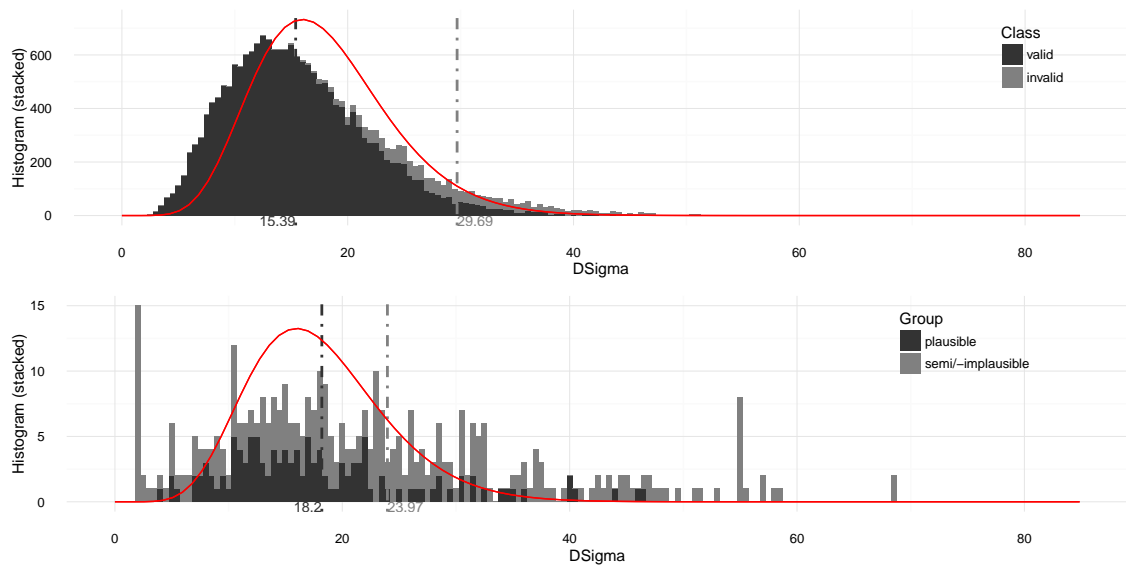 Histogram (stacked)
600
400
200
0
Class
valid
invalid
15.39
29.69
0
20
40
60
80
DSigma
Histogram (stacked)
15
10
5
0
Group
plausible
semi/−implausible
18.2
23.97
0
20
40
60
80
DSigma